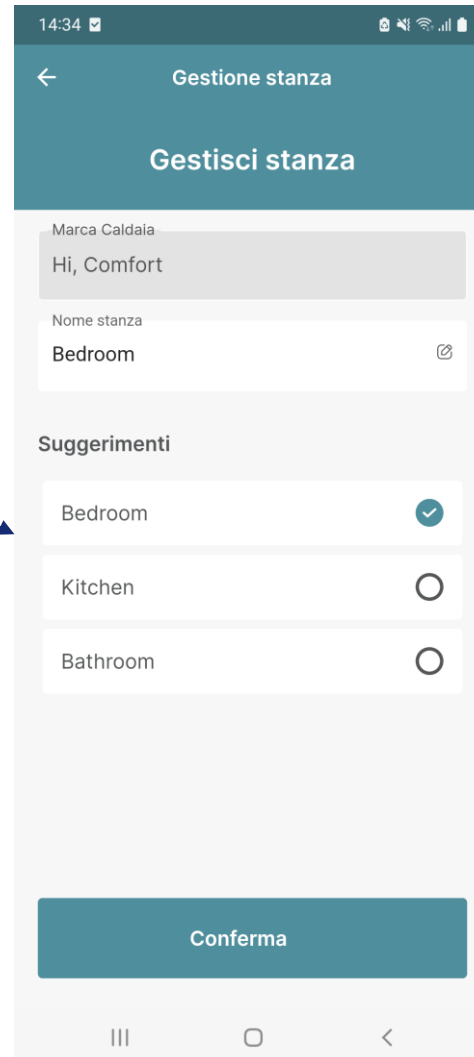 14:34
Gestione stanza
Gestisci stanza
Marca Caldaia
Hi, Comfort
Nome stanza
Bedroom
Suggerimenti
Bedroom
Kitchen
Bathroom
Conferma